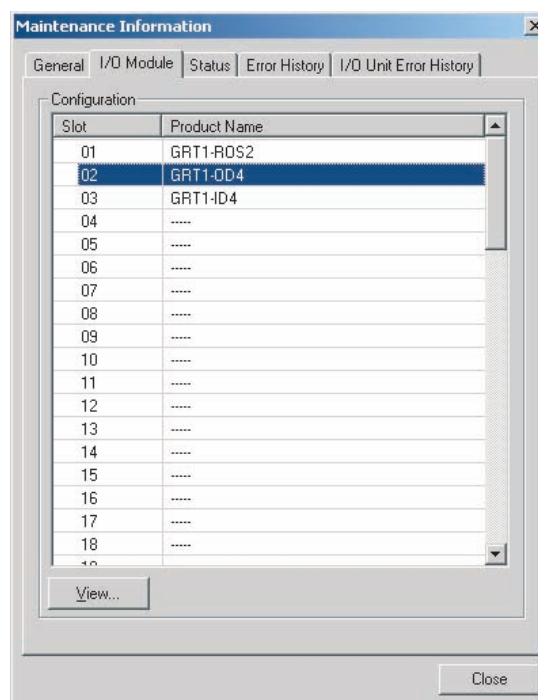 Maintenance Information
General I/O Module Status Error History I/O Unit Error History
Configuration
Slot Product Name
01 GRT1-ROS2
02 GRT1-OD4
03 GRT1-ID4
04 -----
05 -----
06 -----
07 -----
08 -----
09 -----
10 -----
11 -----
12 -----
13 -----
14 -----
15 -----
16 -----
17 -----
18 -----
View...
Close